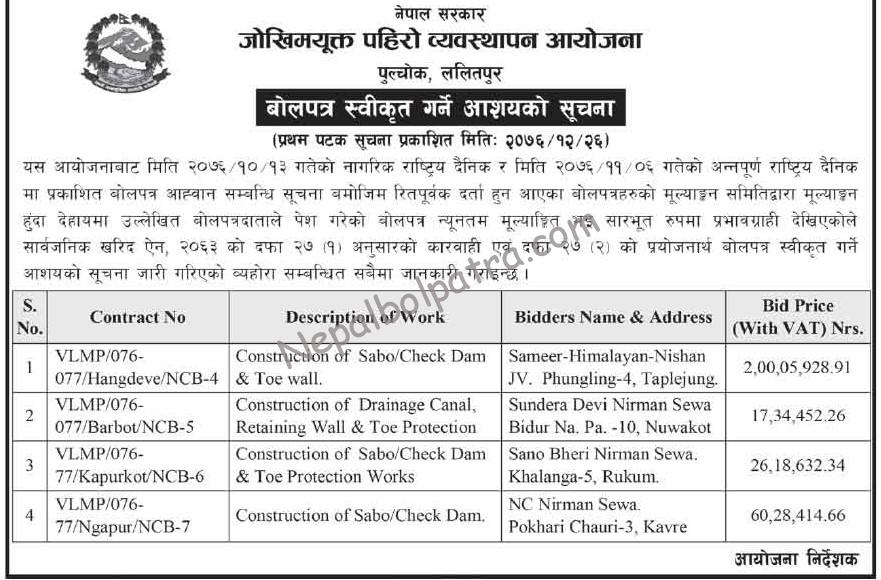 नेपाल सरकार
जोखिमयूक्त पहिरो व्यवस्थापन आयोजना
पुल्चोक, ललितपुर
बोलपत्र स्वीकृत गर्ने आशयको सूचना
(प्रथम पटक सूचना प्रकाशित मितिः २०७६/१२/२६)
यस आयोजनाबाट मिति २०७६/१०/१३ गतेको नागरिक राष्ट्रिय दैनिक र मिति २०७६/११/०६ गतेको अन्नपूर्ण राष्ट्रिय दैनिक
मा प्रकाशित बोलपत्र आह्वान सम्बन्धि सूचना बमोजिम रितपूर्वक दर्ता हुन आएका बोलपत्रहरुको मूल्याङ्कन समितिद्वारा मूल्याङ्कन
हुंदा देहायमा उल्लेखित बोलपत्रदाताले पेश गरेको बोलपत्र न्यूनतम मूल्याङ्कित भइ सारभूत रुपमा प्रभावग्राही देखिएकोले
सार्वजनिक खरिद ऐन, २०६३ को दफा २७ (१) अनुसारको कारवाही एवं दफा २७ (२) को प्रयोजनार्थ बोलपत्र स्वीकृत गर्ने
आशयको सूचना जारी गरिएको व्यहोरा सम्बन्धित सबैमा जानकारी गराइन्छ ।
S. No. Contract No Description of Work Bidders Name & Address Bid Price (With VAT) Nrs.
1 VLMP/076-077/Hangdeve/NCB-4 Construction of Sabo/Check Dam & Toe wall. Sameer-Himalayan-Nishan JV. Phungling-4, Taplejung. 2,00,05,928.91
2 VLMP/076-077/Barbot/NCB-5 Construction of Drainage Canal, Retaining Wall & Toe Protection Sundera Devi Nirman Sewa Bidur Na. Pa. -10, Nuwakot 17,34,452.26
3 VLMP/076-77/Kapurkot/NCB-6 Construction of Sabo/Check Dam & Toe Protection Works Sano Bheri Nirman Sewa. Khalanga-5, Rukum. 26,18,632.34
4 VLMP/076-77/Ngapur/NCB-7 Construction of Sabo/Check Dam. NC Nirman Sewa. Pokhari Chauri-3, Kavre 60,28,414.66
आयोजना निर्देशक
Nepalbolpatra.com